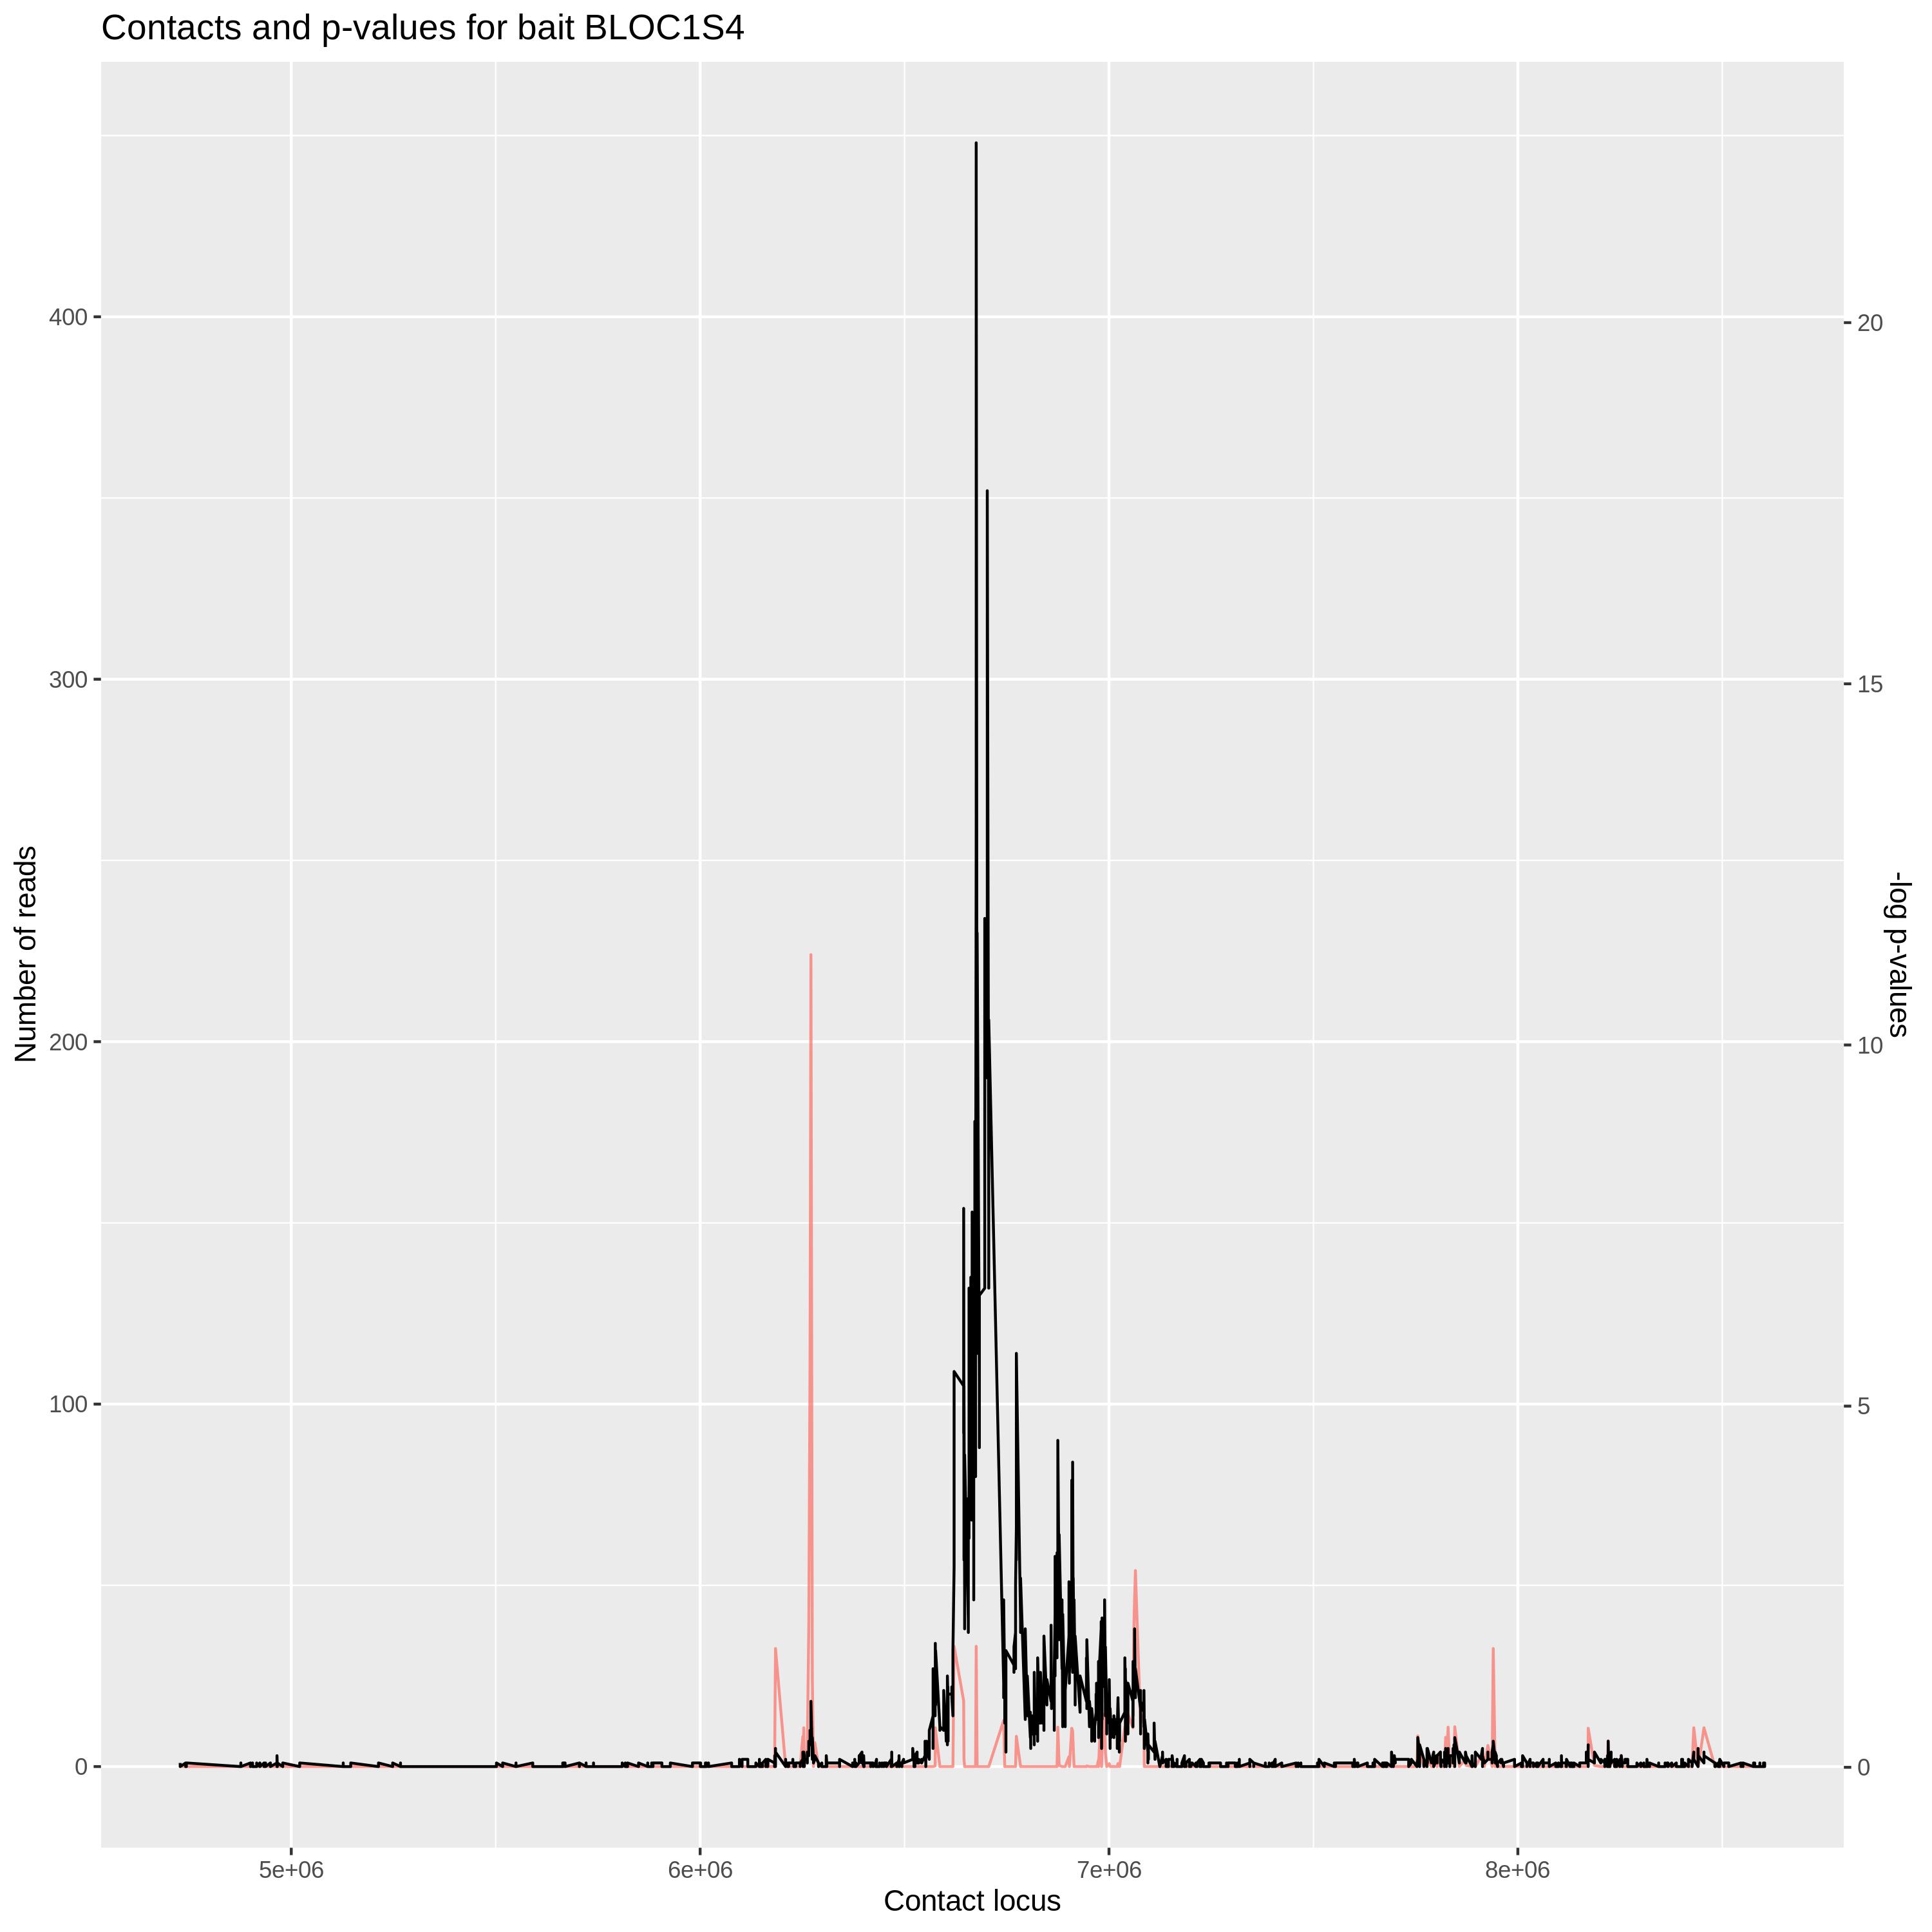 Contacts and p-values for bait BLOC1S4
400
300
200
100
0
20
15
10
5
0
5e+06
6e+06
7e+06
8e+06
Number of reads
-log p-values
Contact locus